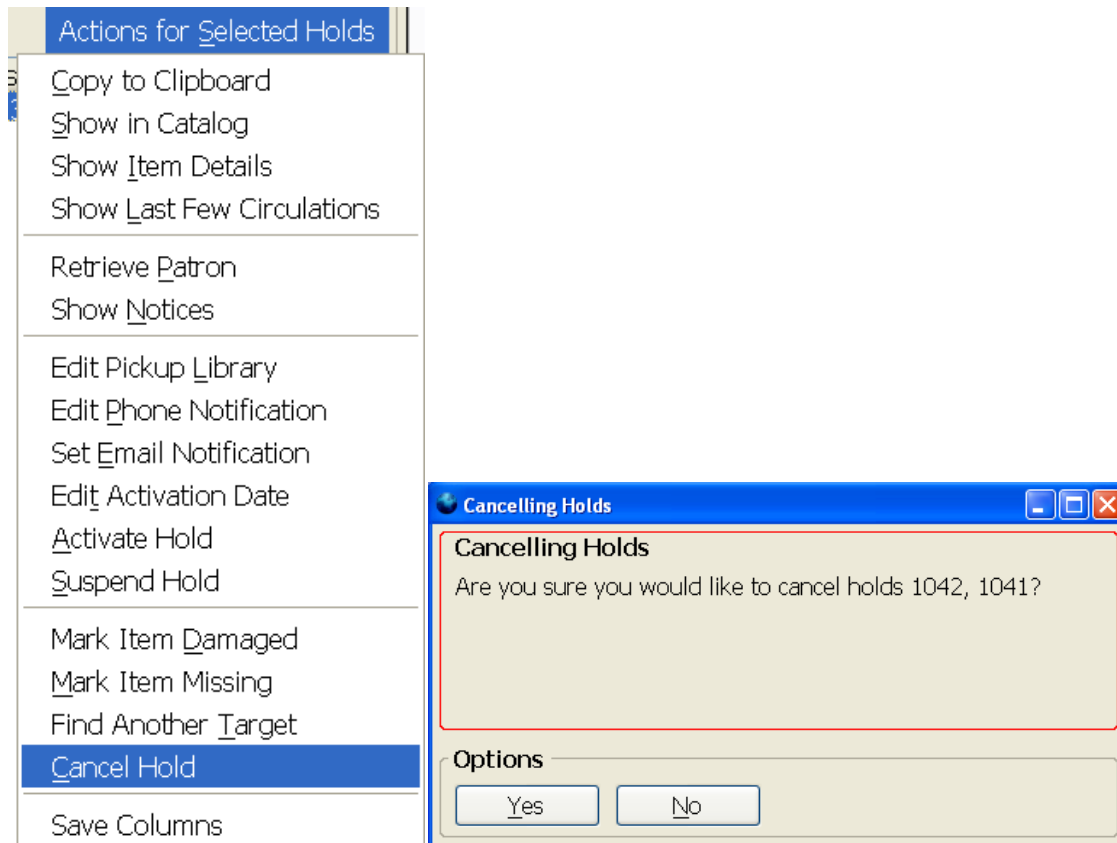 Actions for Selected Holds
Copy to Clipboard
Show in Catalog
Show Item Details
Show Last Few Circulations
Retrieve Patron
Show Notices
Edit Pickup Library
Edit Phone Notification
Set Email Notification
Edit Activation Date
Activate Hold
Suspend Hold
Mark Item Damaged
Mark Item Missing
Find Another Target
Cancel Hold
Save Columns
Cancelling Holds
Cancelling Holds
Are you sure you would like to cancel holds 1042, 1041?
Options
Yes No